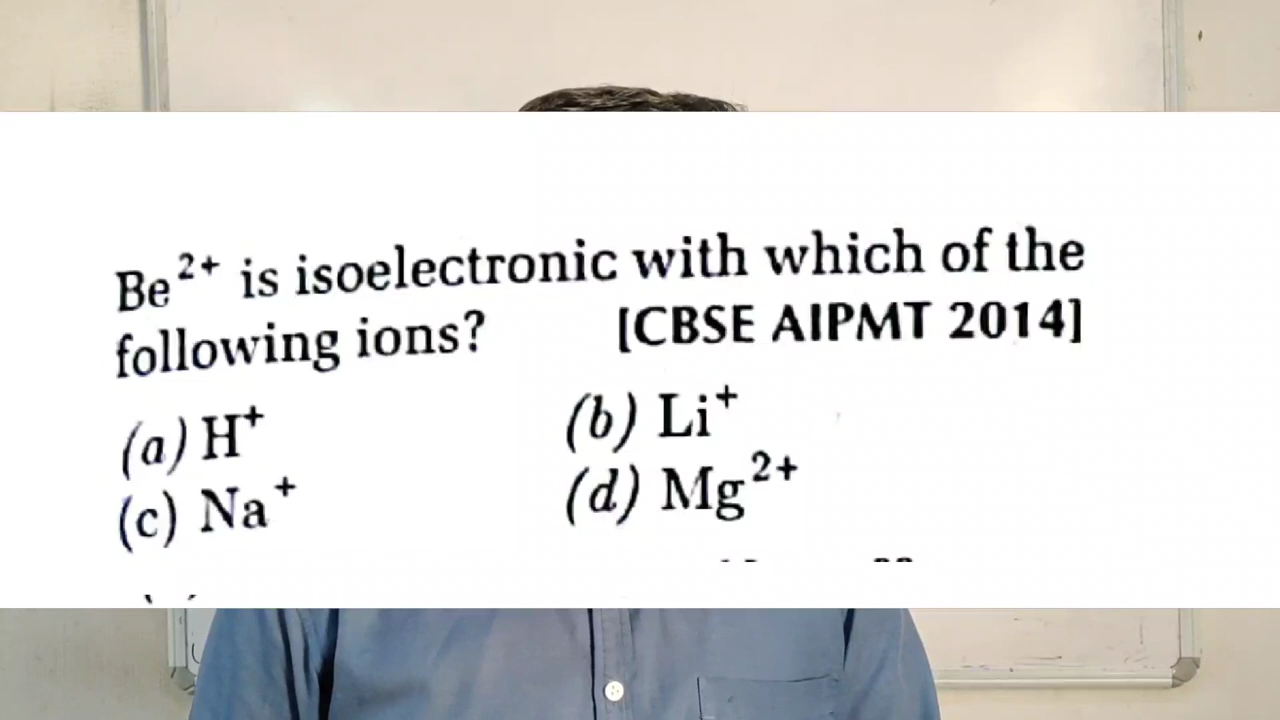 Be²⁺ is isoelectronic with which of the
following ions? [CBSE AIPMT 2014]
(a) H⁺ (b) Li⁺
(c) Na⁺ (d) Mg²⁺